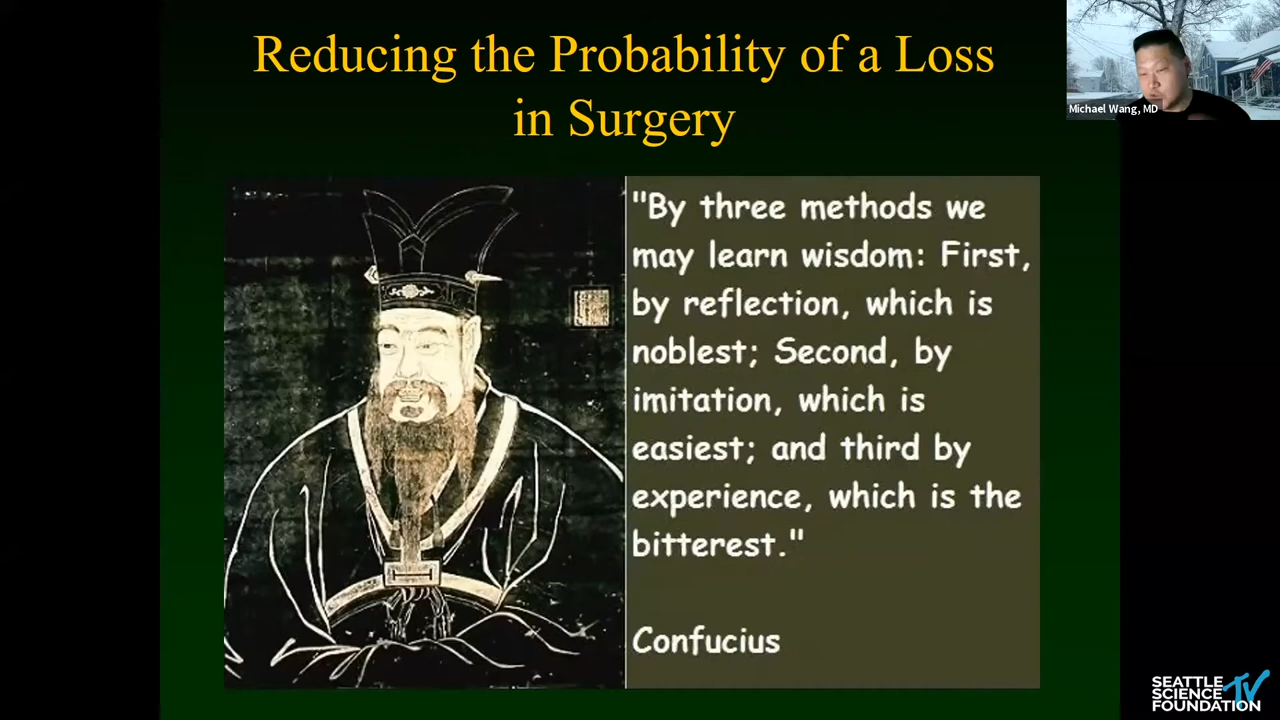 Reducing the Probability of a Loss
in Surgery
Michael Wang, MD
"By three methods we
may learn wisdom: First,
by reflection, which is
noblest; Second, by
imitation, which is
easiest; and third by
experience, which is the
bitterest."
Confucius
SEATTLE
SCIENCE
FOUNDATION
TV